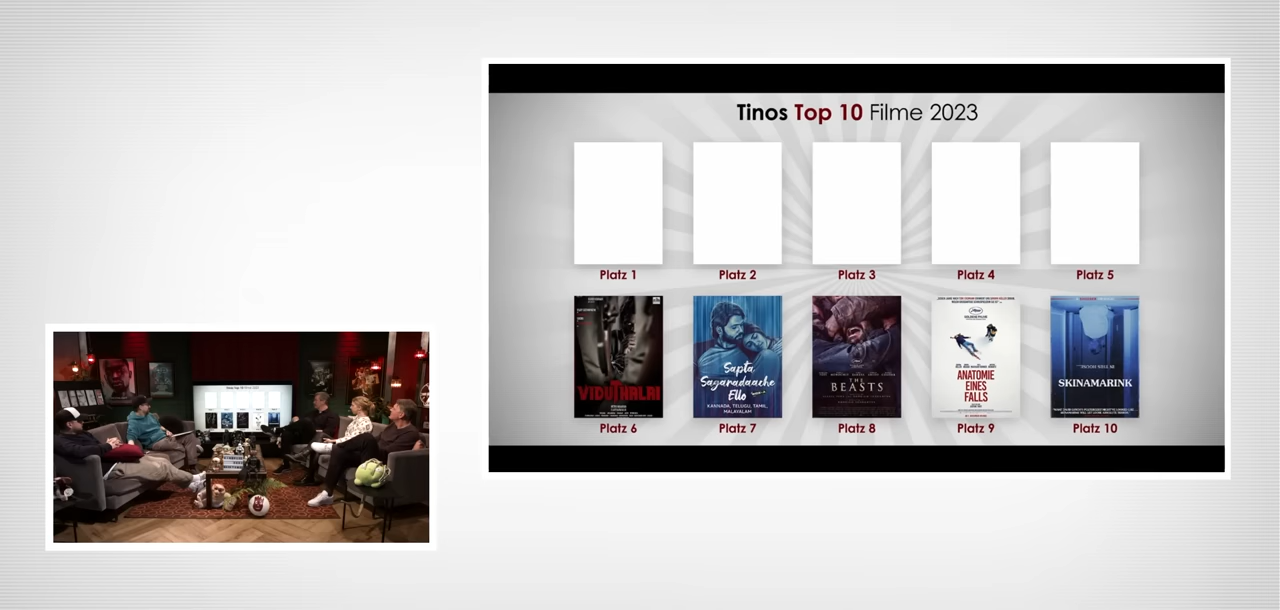 Tinos Top 10 Filme 2023
Platz 1
Platz 2
Platz 3
Platz 4
Platz 5
VIDUTHALAI
Sapta
Sagaradaache
Ello
KANNADA, TELUGU, TAMIL,
MALAYALAM
THE
BEASTS
ANATOMIE
EINES
FALLS
SKINAMARINK
Platz 6
Platz 7
Platz 8
Platz 9
Platz 10